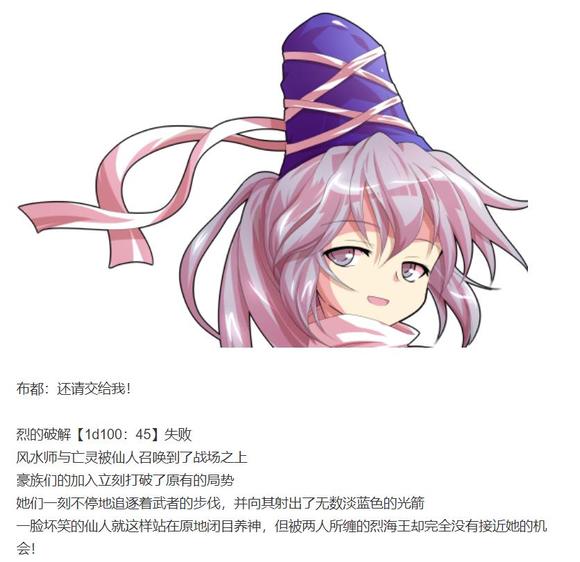 布都：还请交给我！
烈的破解【1d100：45】失败
风水师与亡灵被仙人召唤到了战场之上
豪族们的加入立刻打破了原有的局势
她们一刻不停地追逐着武者的步伐，并向其射出了无数淡蓝色的光箭
一脸坏笑的仙人就这样站在原地闭目养神，但被两人所缠的烈海王却完全没有接近她的机
会！